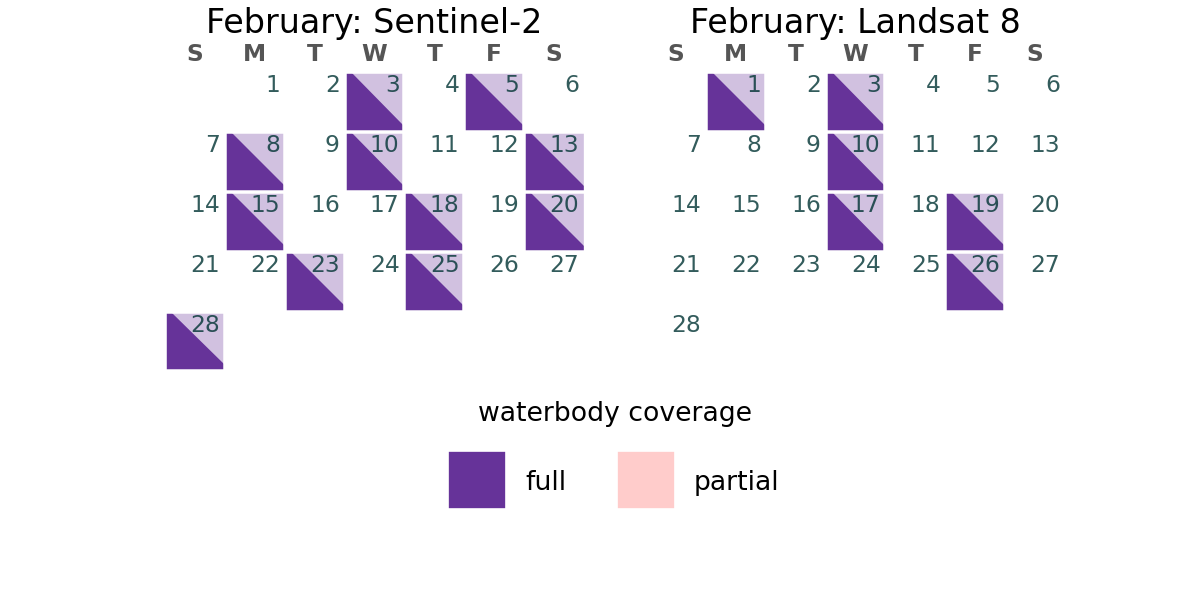 February: Sentinel-2
S M T W T F S
1 2 3 4 5 6
7 8 9 10 11 12 13
14 15 16 17 18 19 20
21 22 23 24 25 26 27
28
February: Landsat 8
S M T W T F S
1 2 3 4 5 6
7 8 9 10 11 12 13
14 15 16 17 18 19 20
21 22 23 24 25 26 27
28
waterbody coverage
full partial